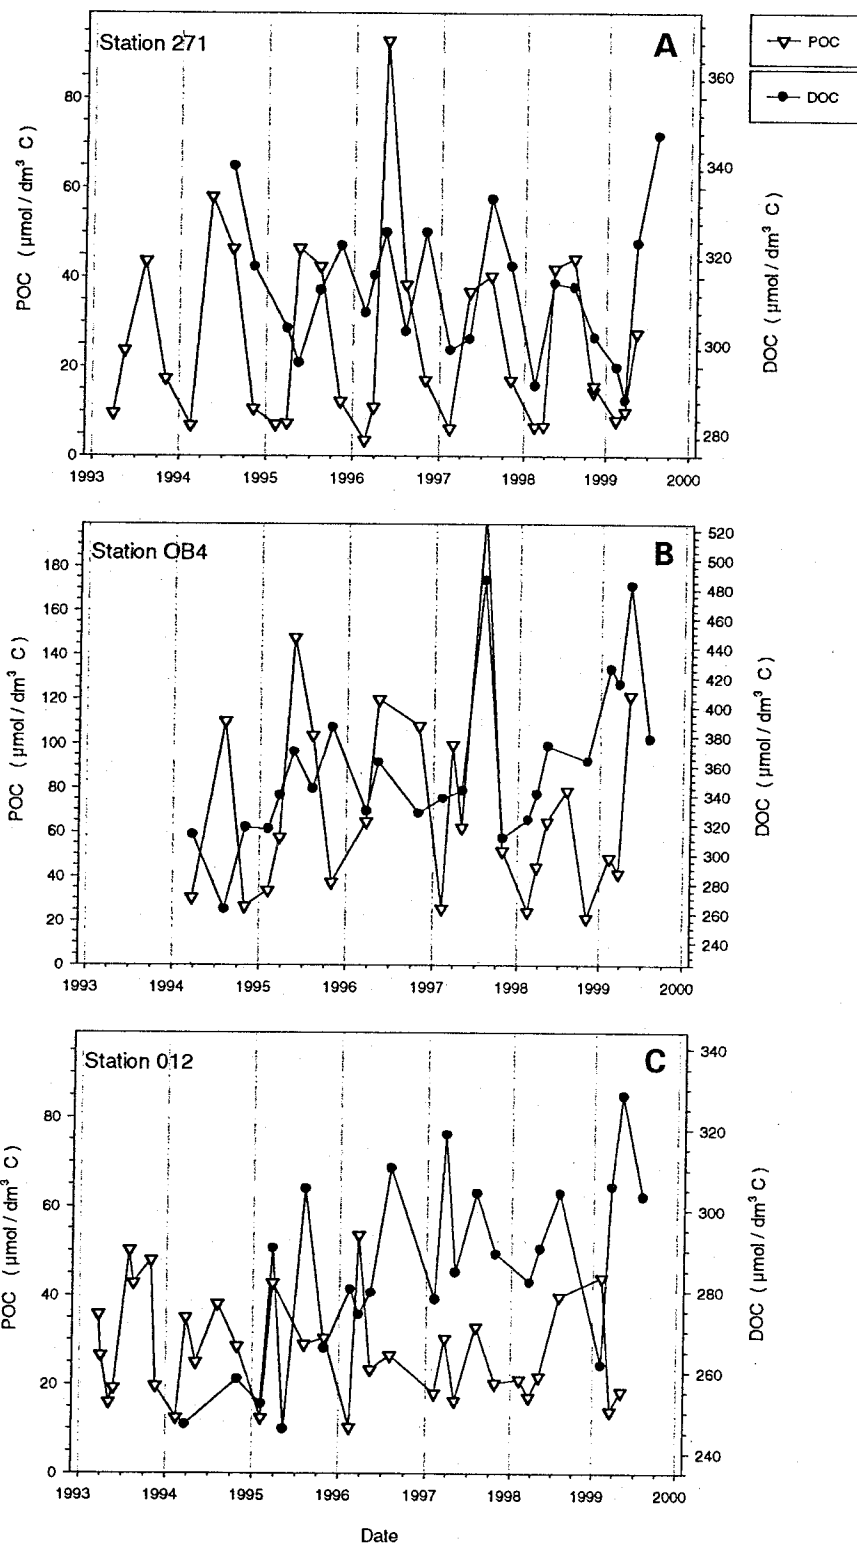 Station 271
A
POC
DOC
POC ( µmol / dm³ C )
80
60
40
20
0
DOC ( µmol / dm³ C )
360
340
320
300
280
1993 1994 1995 1996 1997 1998 1999 2000
Station OB4
B
POC ( µmol / dm³ C )
180
160
140
120
100
80
60
40
20
0
DOC ( µmol / dm³ C )
520
500
480
460
440
420
400
380
360
340
320
300
280
260
240
1993 1994 1995 1996 1997 1998 1999 2000
Station 012
C
POC ( µmol / dm³ C )
80
60
40
20
0
DOC ( µmol / dm³ C )
340
320
300
280
260
240
1993 1994 1995 1996 1997 1998 1999 2000
Date